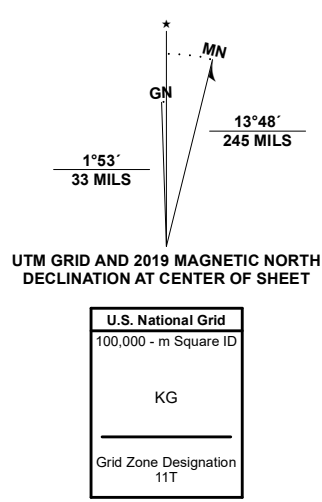 ★
MN
GN
13°48´
245 MILS
1°53´
33 MILS
UTM GRID AND 2019 MAGNETIC NORTH
DECLINATION AT CENTER OF SHEET
U.S. National Grid
100,000 - m Square ID
KG
Grid Zone Designation
11T